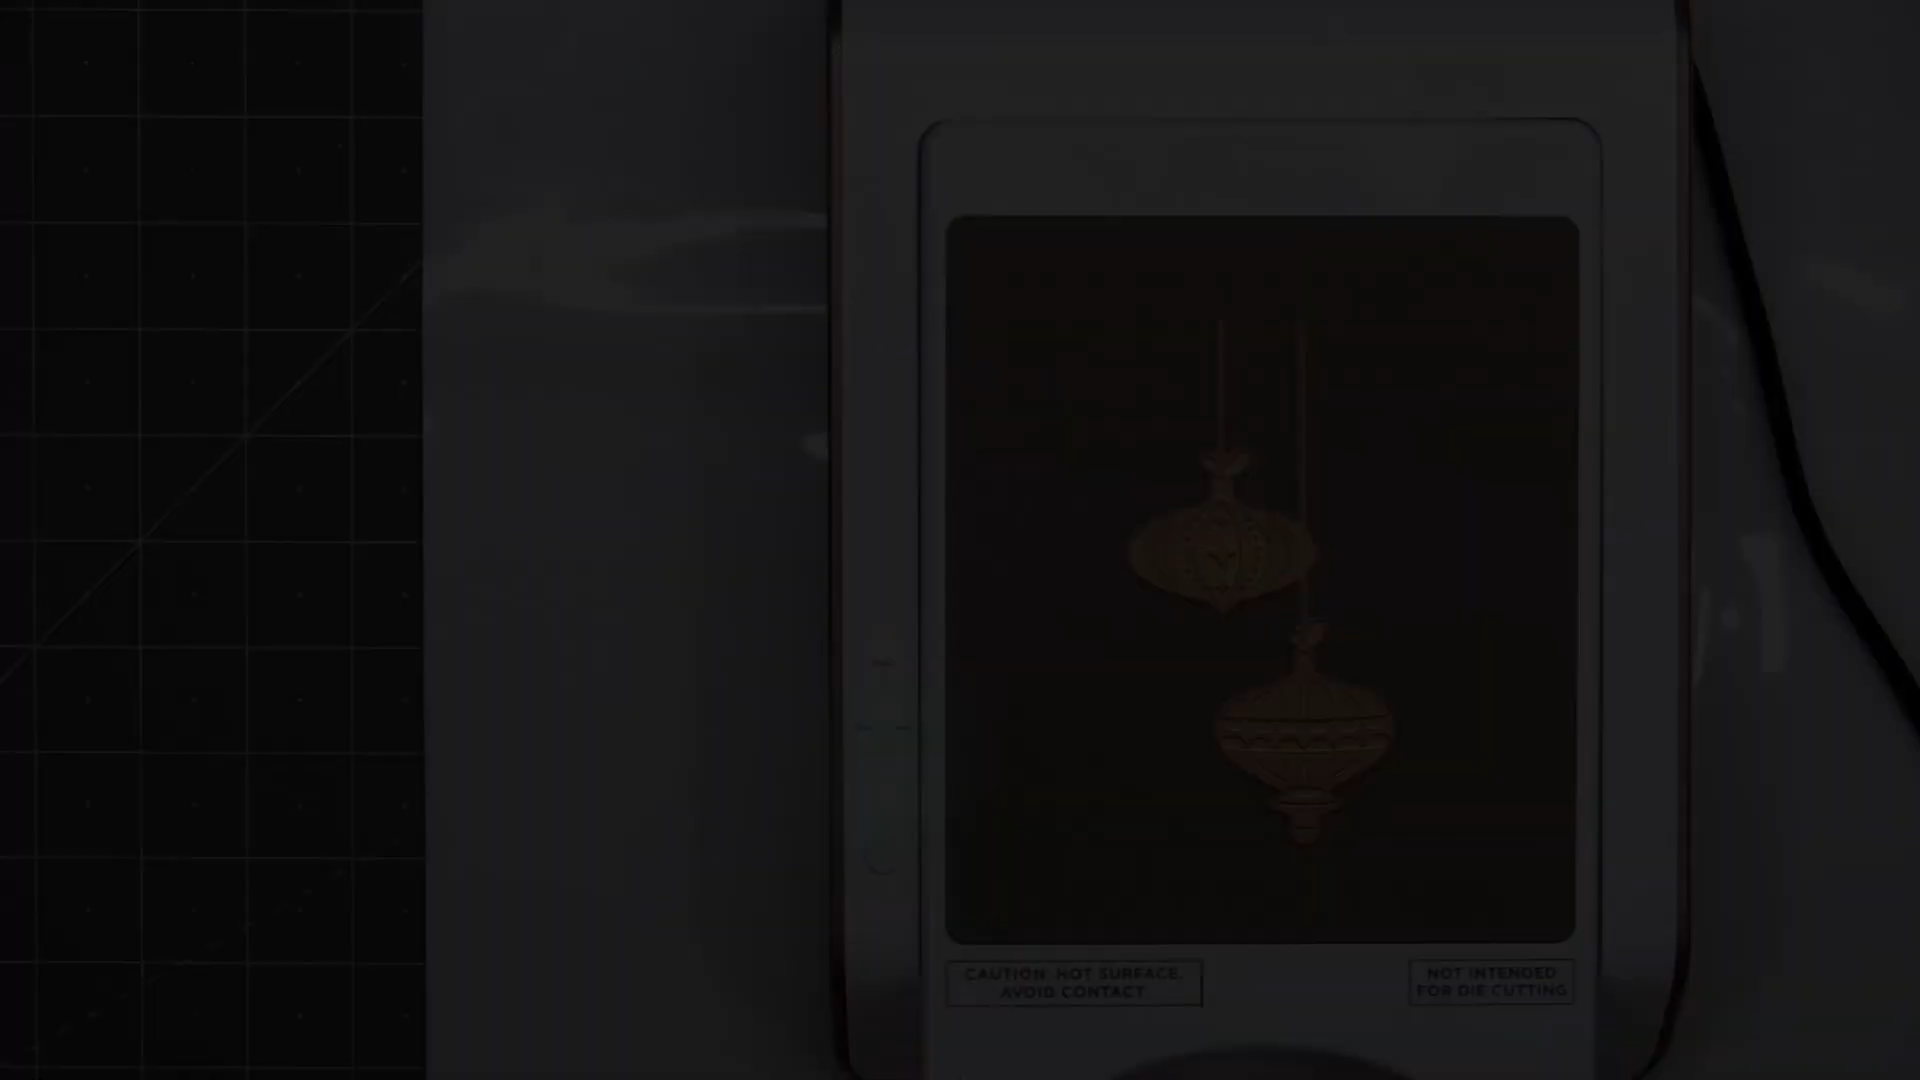 CAUTION: HOT SURFACE.
AVOID CONTACT
NOT INTENDED
FOR DIE CUTTING